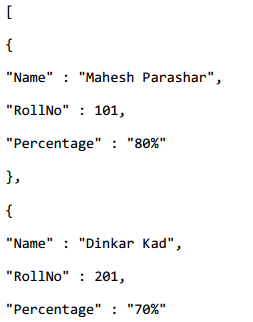 [
{
"Name" : "Mahesh Parashar",
"RollNo" : 101,
"Percentage" : "80%"
},
{
"Name" : "Dinkar Kad",
"RollNo" : 201,
"Percentage" : "70%"